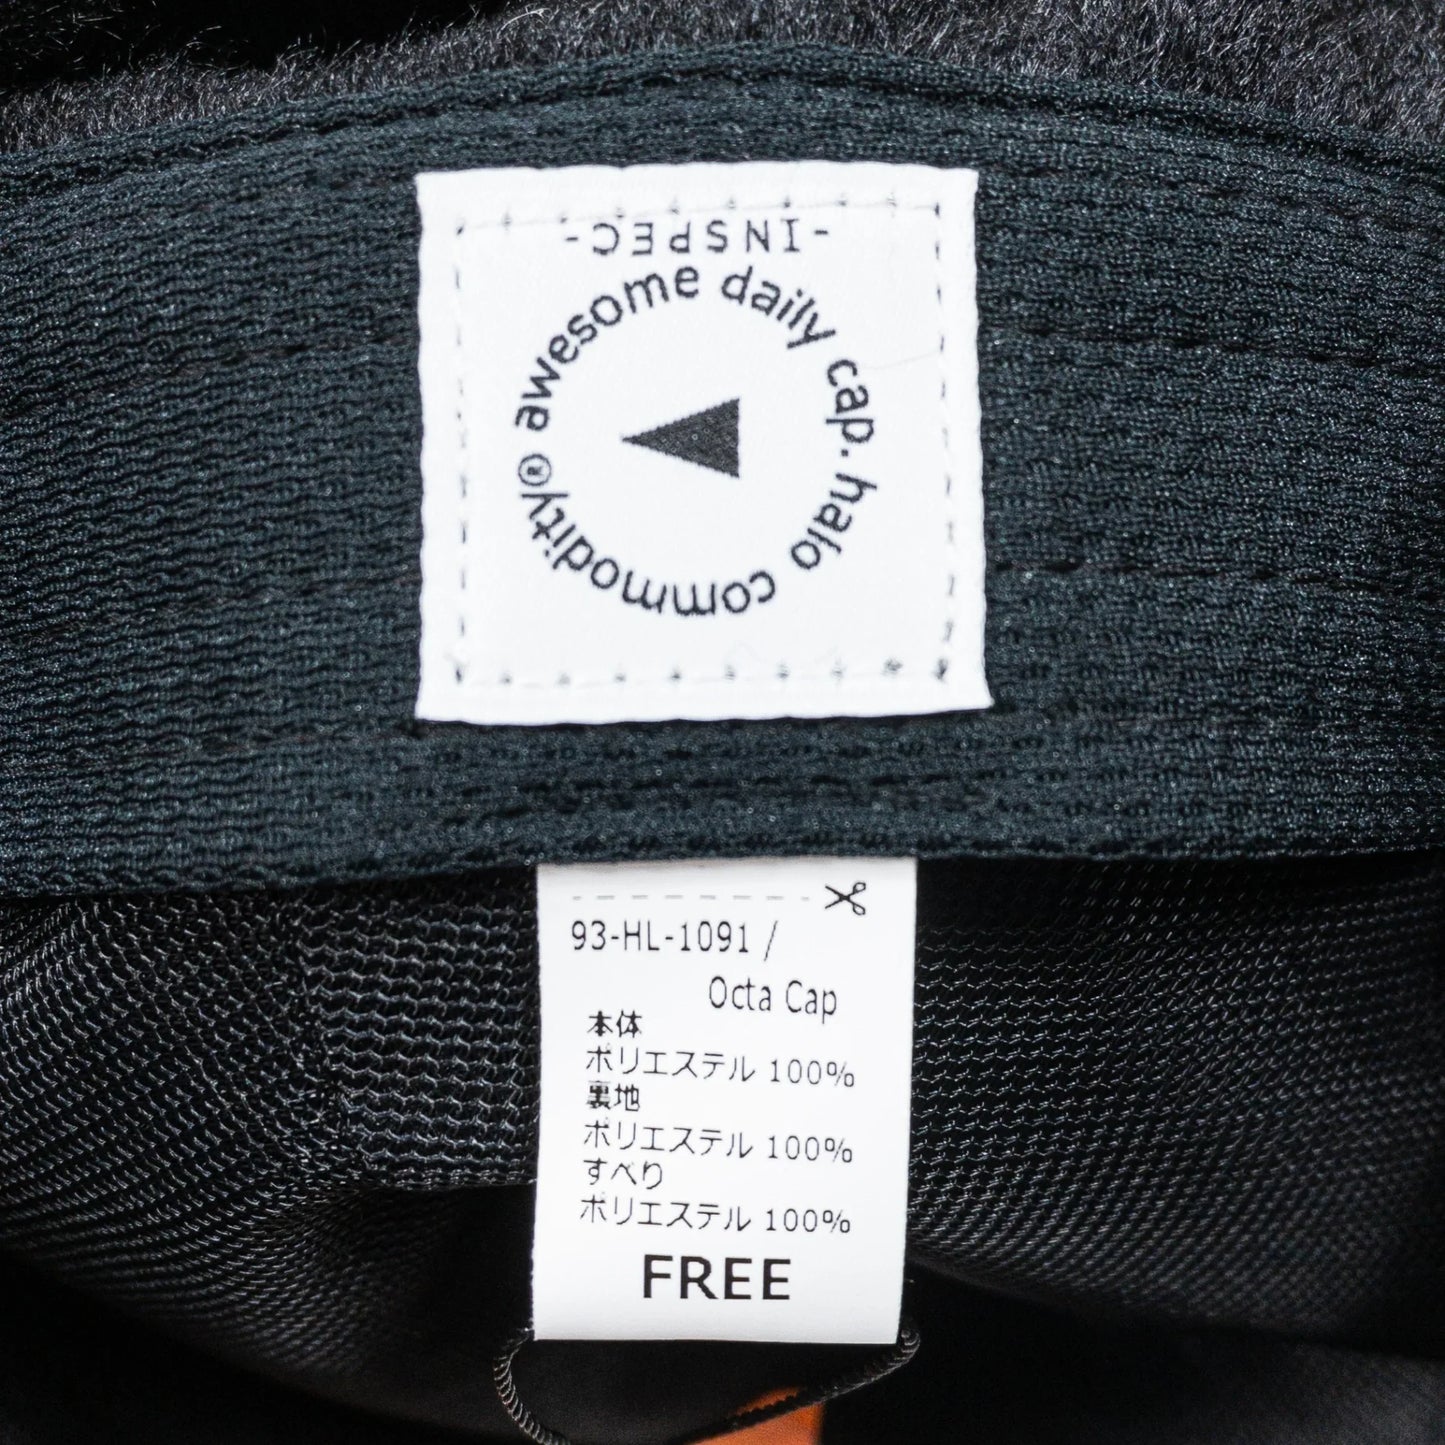 -INSPEC-
awesome daily cap. halo commodity®
93-HL-1091 /
Octa Cap
本体
ポリエステル 100%
裏地
ポリエステル 100%
すべり
ポリエステル 100%
FREE